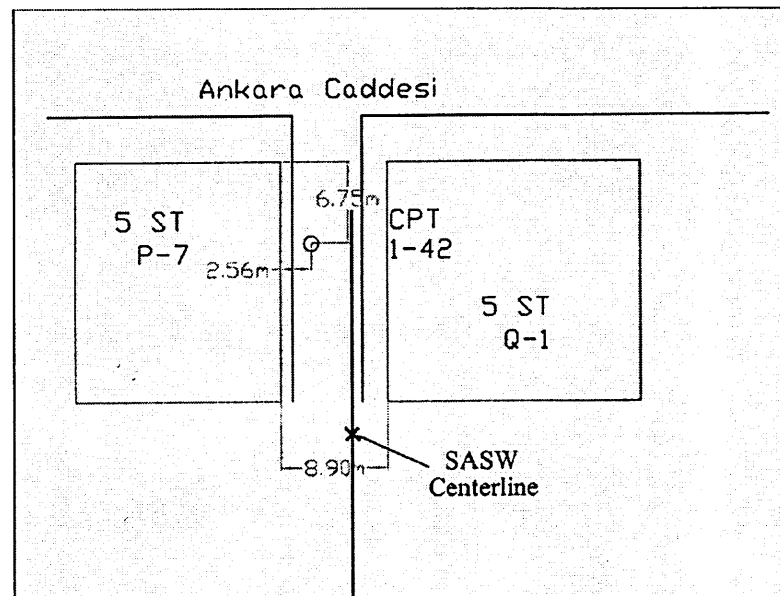 Ankara Caddesi
6.75m
5 ST
P-7
CPT
1-42
2.56m
5 ST
Q-1
8.90m
SASW
Centerline